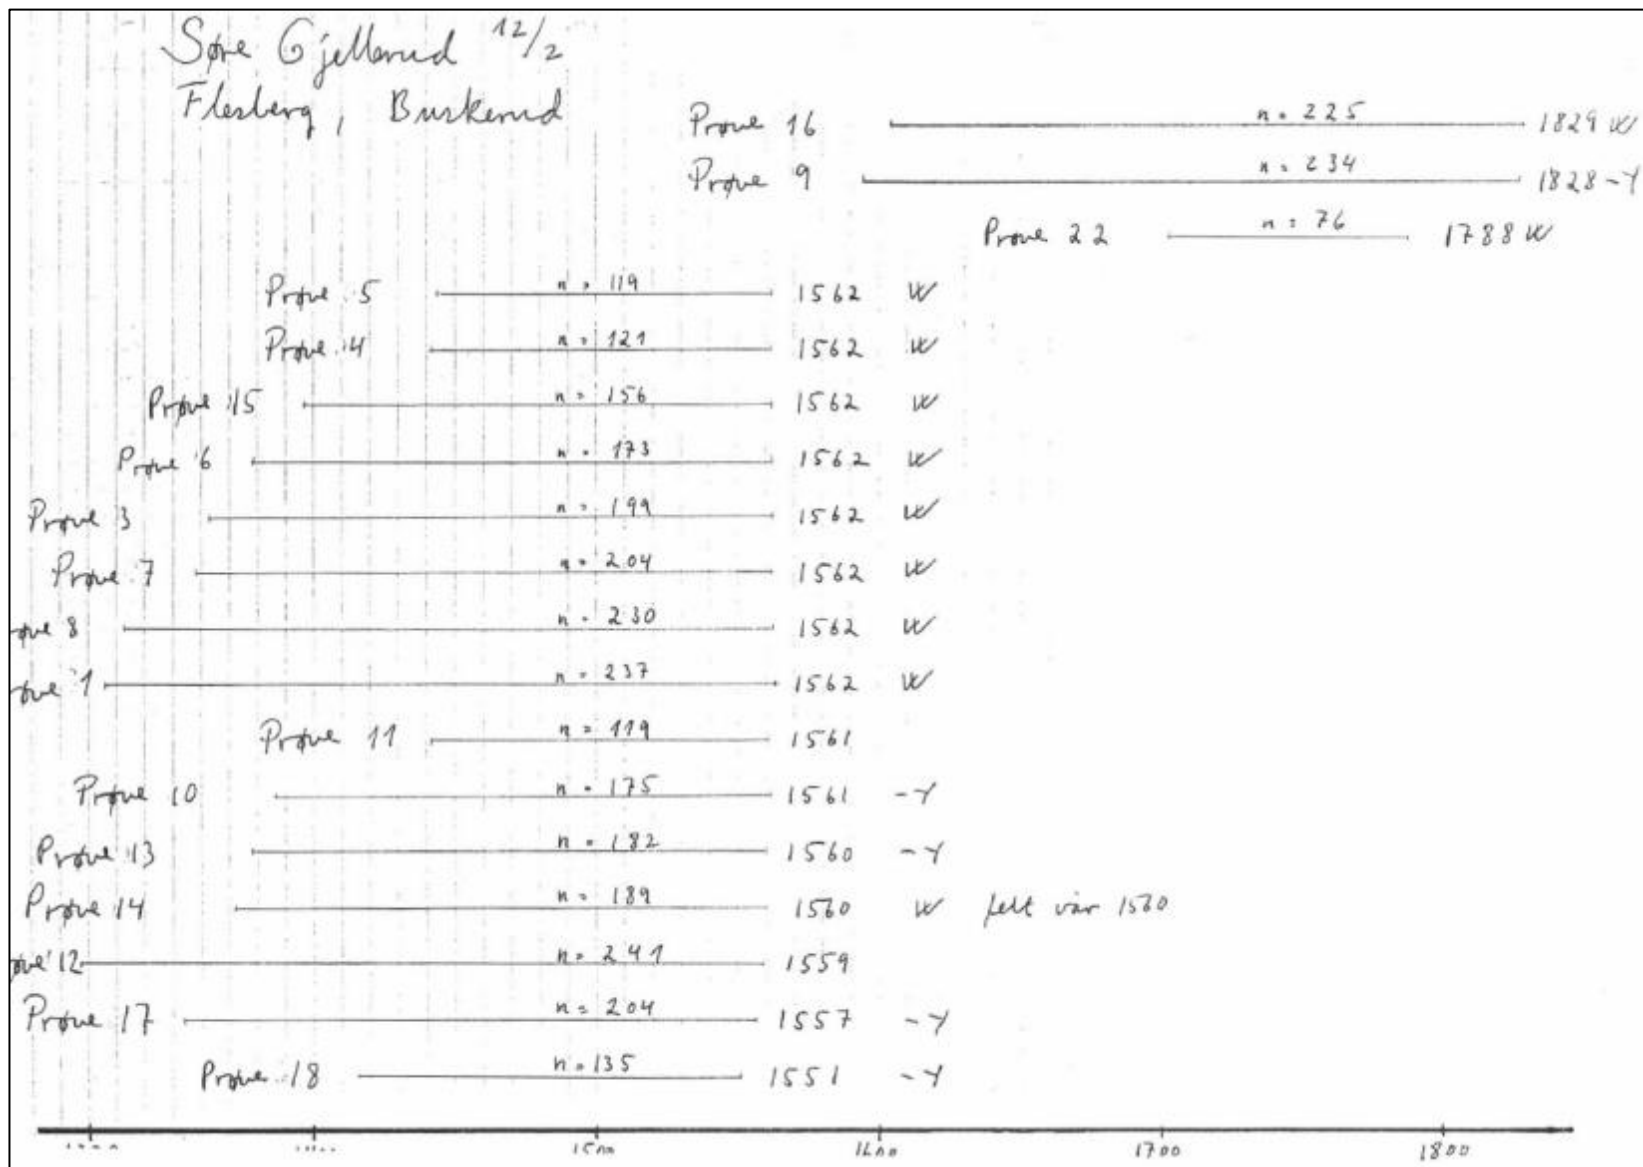 Søre Gjellerud 12/2
Flesberg, Buskerud
Prøve 16 n = 225 1829 W
Prøve 9 n = 234 1828 -Y
Prøve 22 n = 76 1788 W
Prøve 5 n = 119 1562 W
Prøve 4 n = 121 1562 W
Prøve 15 n = 156 1562 W
Prøve 6 n = 173 1562 W
Prøve 3 n = 199 1562 W
Prøve 7 n = 204 1562 W
øve 8 n = 230 1562 W
øve 1 n = 237 1562 W
Prøve 11 n = 119 1561
Prøve 10 n = 175 1561 -Y
Prøve 13 n = 182 1560 -Y
Prøve 14 n = 189 1560 W felt vår 1560
øve 12 n = 241 1559
Prøve 17 n = 204 1557 -Y
Prøve 18 n = 135 1551 -Y
1500 1600 1700 1800